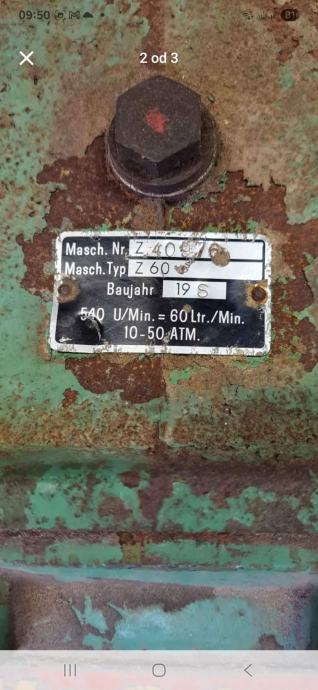 09:50
81
2 od 3
Masch. Nr. Z 40
Masch. Typ Z 60
Baujahr 19
540 U/Min. = 60 Ltr./Min.
10-50 ATM.